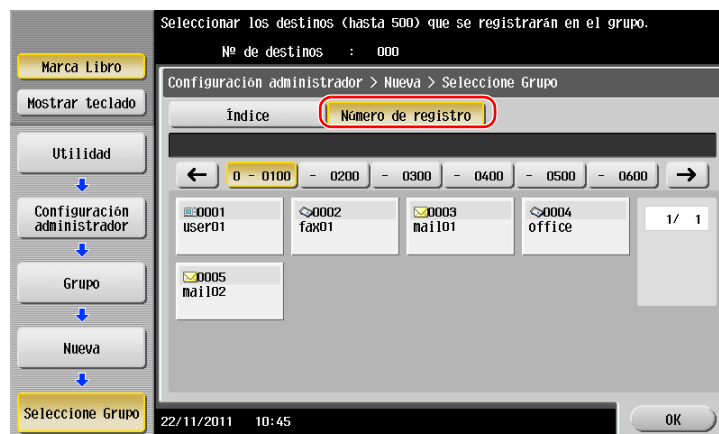 Seleccionar los destinos (hasta 500) que se registrarán en el grupo.
Nº de destinos : 000
Marca Libro
Mostrar teclado
Utilidad
Configuración
administrador
Grupo
Nueva
Seleccione Grupo
Configuración administrador > Nueva > Seleccione Grupo
Índice
Número de registro
← 0 - 0100 - 0200 - 0300 - 0400 - 0500 - 0600 →
0001
user01
0002
fax01
0003
mail01
0004
office
1/ 1
0005
mail02
22/11/2011 10:45
OK